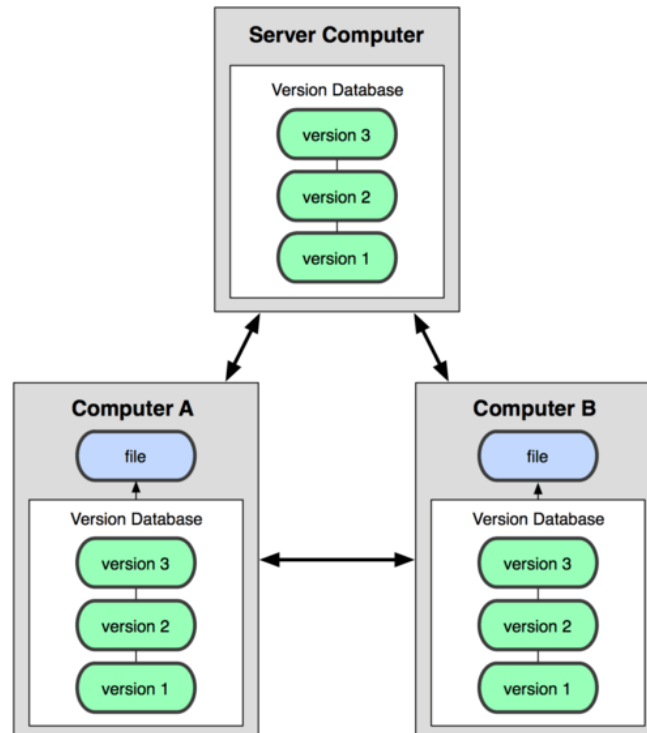 Server Computer
Version Database
version 3
version 2
version 1
Computer A
file
Version Database
version 3
version 2
version 1
Computer B
file
Version Database
version 3
version 2
version 1